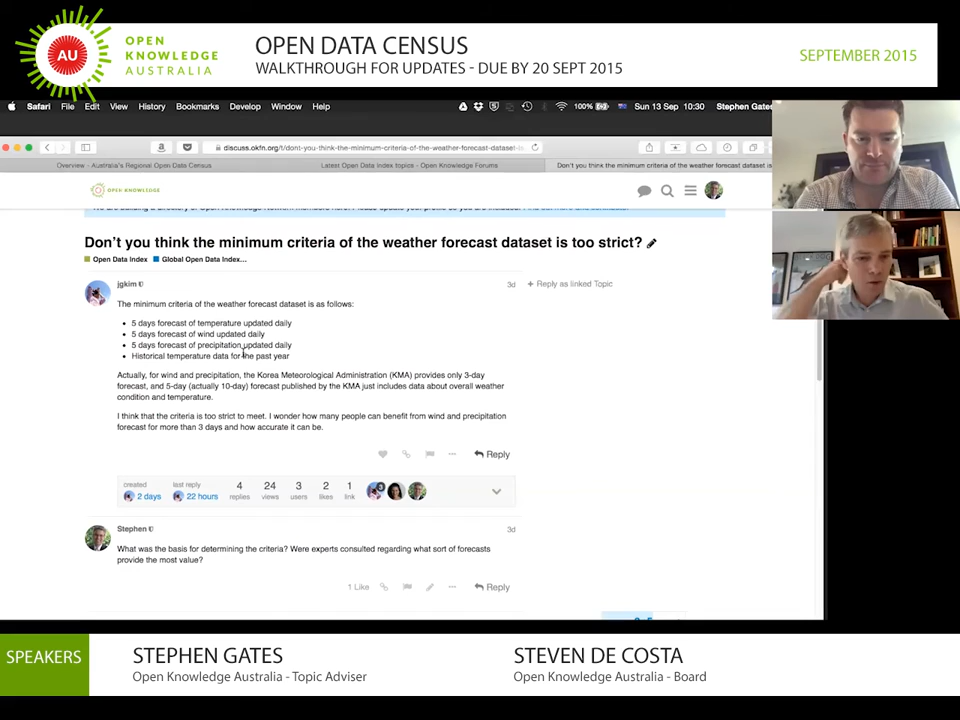 AU
OPEN
KNOWLEDGE
AUSTRALIA
OPEN DATA CENSUS
WALKTHROUGH FOR UPDATES - DUE BY 20 SEPT 2015
SEPTEMBER 2015
Safari File Edit View History Bookmarks Develop Window Help
100% Sun 13 Sep 10:30 Stephen Gates
discuss.okfn.org/t/dont-you-think-the-minimum-criteria-of-the-weather-forecast-dataset-is-
Overview - Australia's Regional Open Data Census
Latest Open Data Index topics - Open Knowledge Forums
Don't you think the minimum criteria of the weather forecast dataset is
OPEN KNOWLEDGE
Don't you think the minimum criteria of the weather forecast dataset is too strict?
Open Data Index Global Open Data Index...
jgkim 3d
+ Reply as linked Topic
The minimum criteria of the weather forecast dataset is as follows:
• 5 days forecast of temperature updated daily
• 5 days forecast of wind updated daily
• 5 days forecast of precipitation updated daily
• Historical temperature data for the past year
Actually, for wind and precipitation, the Korea Meteorological Administration (KMA) provides only 3-day
forecast, and 5-day (actually 10-day) forecast published by the KMA just includes data about overall weather
condition and temperature.
I think that the criteria is too strict to meet. I wonder how many people can benefit from wind and precipitation
forecast for more than 3 days and how accurate it can be.
Reply
created last reply 4 24 3 2 1
2 days 22 hours replies views users likes link
3
Stephen 3d
What was the basis for determining the criteria? Were experts consulted regarding what sort of forecasts
provide the most value?
1 Like Reply
SPEAKERS
STEPHEN GATES
Open Knowledge Australia - Topic Adviser
STEVEN DE COSTA
Open Knowledge Australia - Board